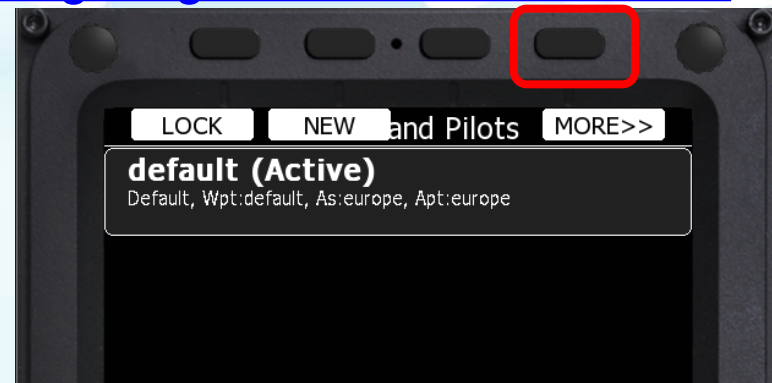 LOCK NEW and Pilots MORE>>
default (Active)
Default, Wpt:default, As:europe, Apt:europe